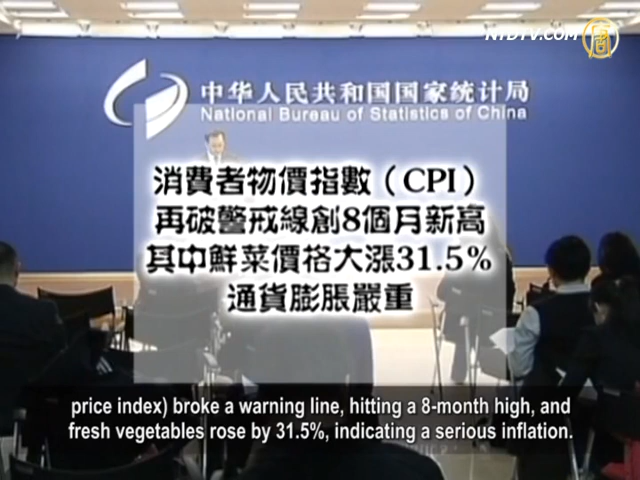 NTDTV.COM
中华人民共和国国家统计局
National Bureau of Statistics of China
消費者物價指數（CPI）
再破警戒線創8個月新高
其中鮮菜價格大漲31.5%
通貨膨脹嚴重
price index) broke a warning line, hitting a 8-month high, and
fresh vegetables rose by 31.5%, indicating a serious inflation.